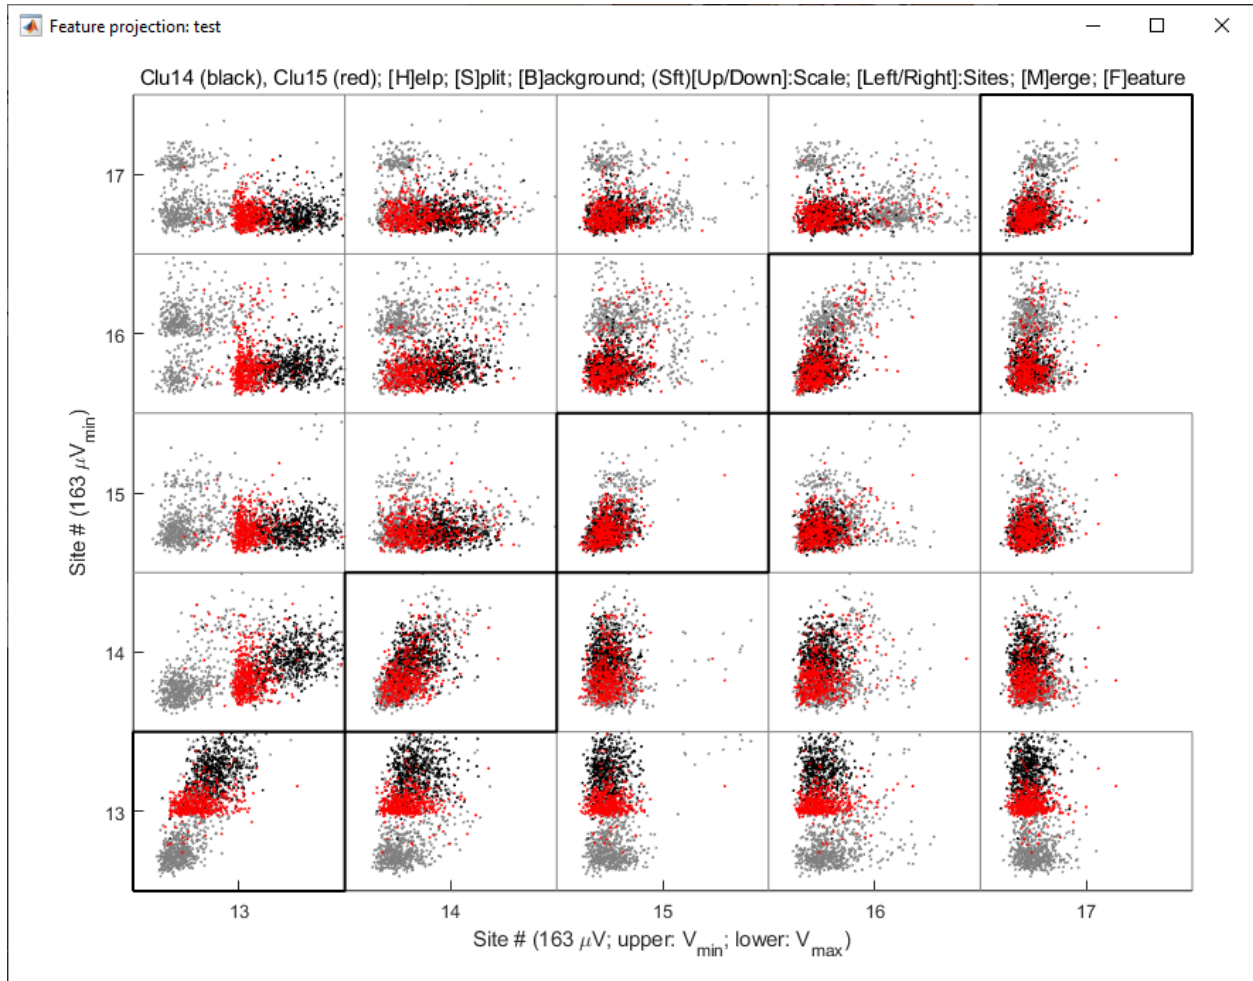 Feature projection: test
Clu14 (black), Clu15 (red); [H]elp; [S]plit; [B]ackground; (Sft)[Up/Down]:Scale; [Left/Right]:Sites; [M]erge; [F]eature
17
16
15
14
13
Site # (163 μV_min)
13 14 15 16 17
Site # (163 μV; upper: V_min; lower: V_max)